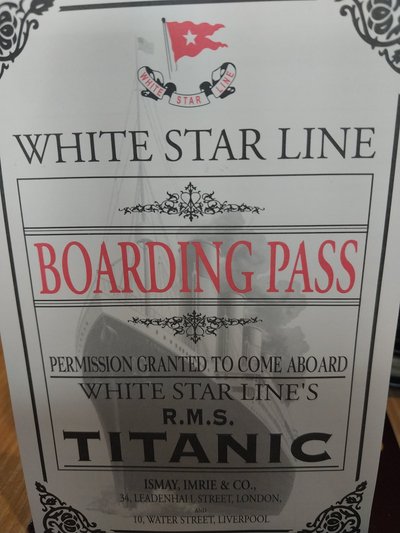 WHITE STAR LINE
WHITE STAR LINE
BOARDING PASS
PERMISSION GRANTED TO COME ABOARD
WHITE STAR LINE'S
R.M.S.
TITANIC
ISMAY, IMRIE & CO.,
34, LEADENHALL STREET, LONDON,
AND
10, WATER STREET, LIVERPOOL